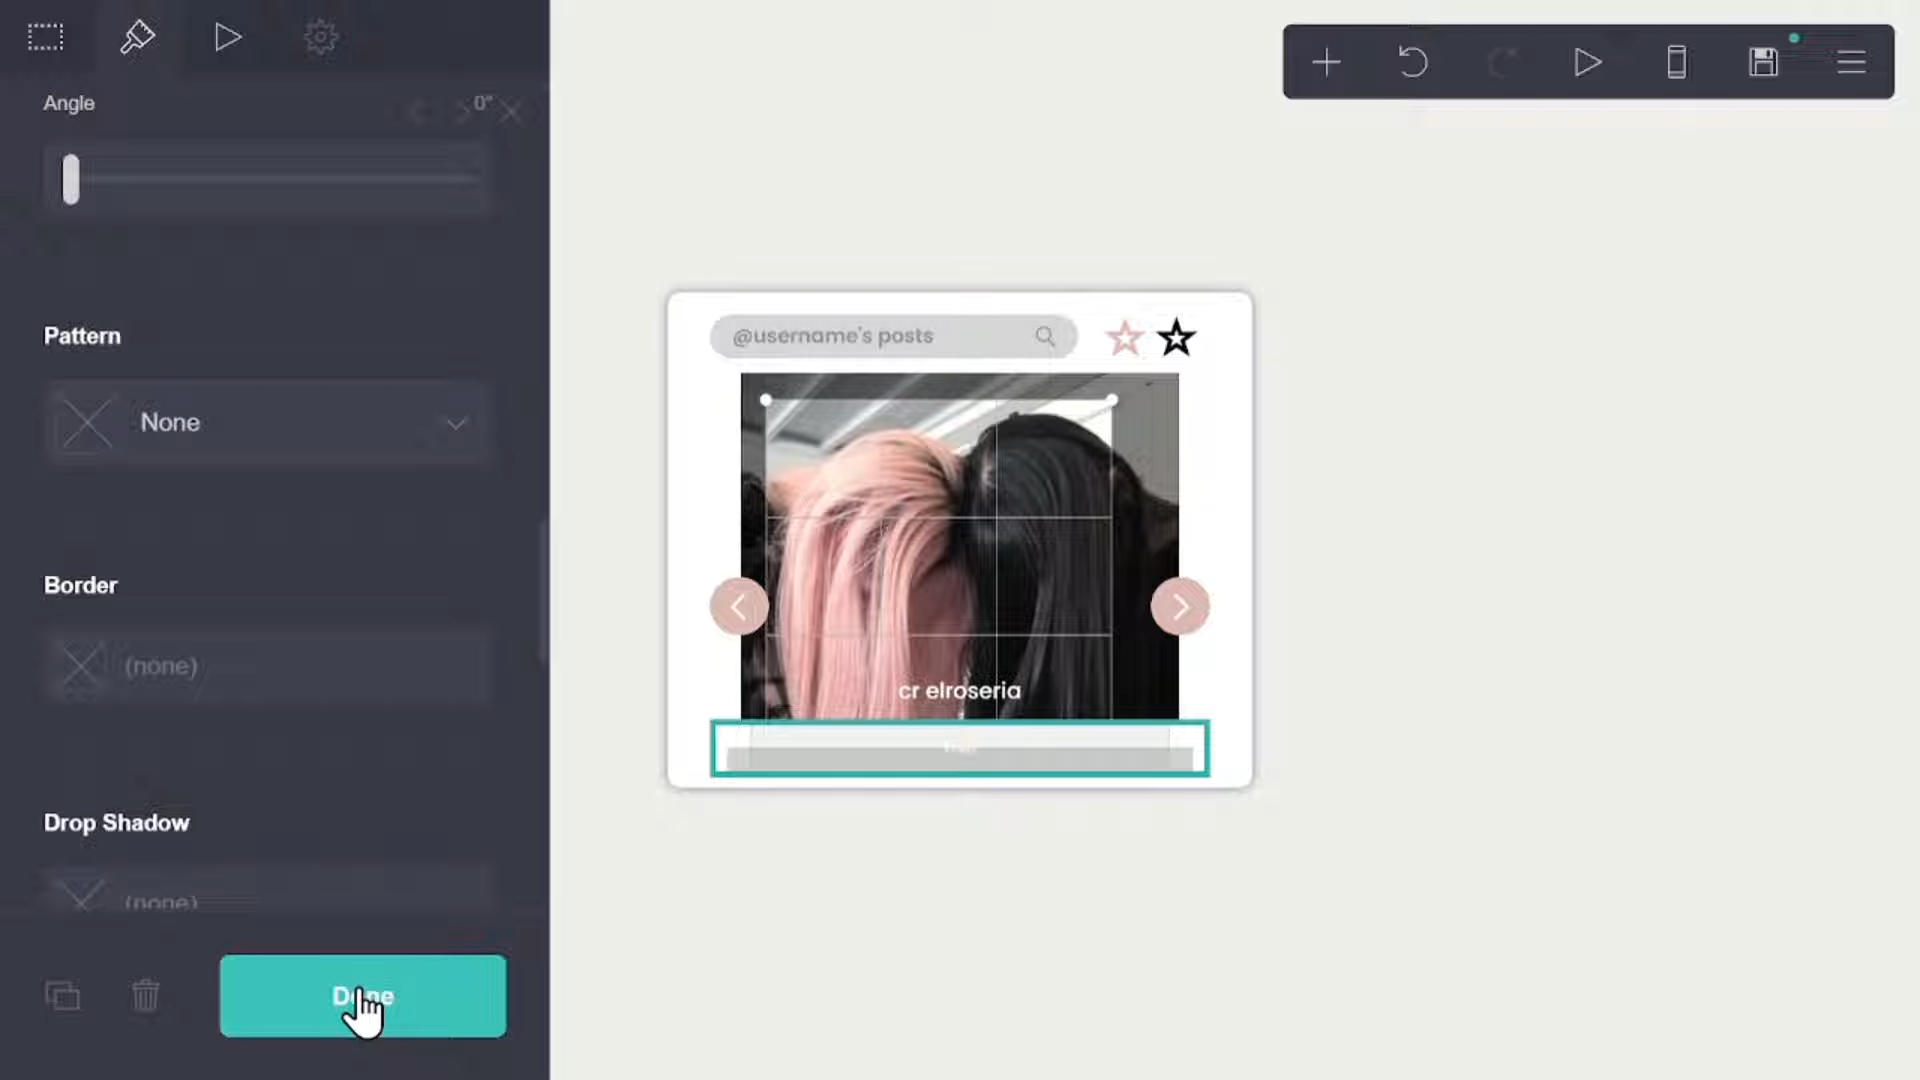 Angle
0°
Pattern
None
Border
(none)
Drop Shadow
(none)
Done
@username's posts
cr elroseria